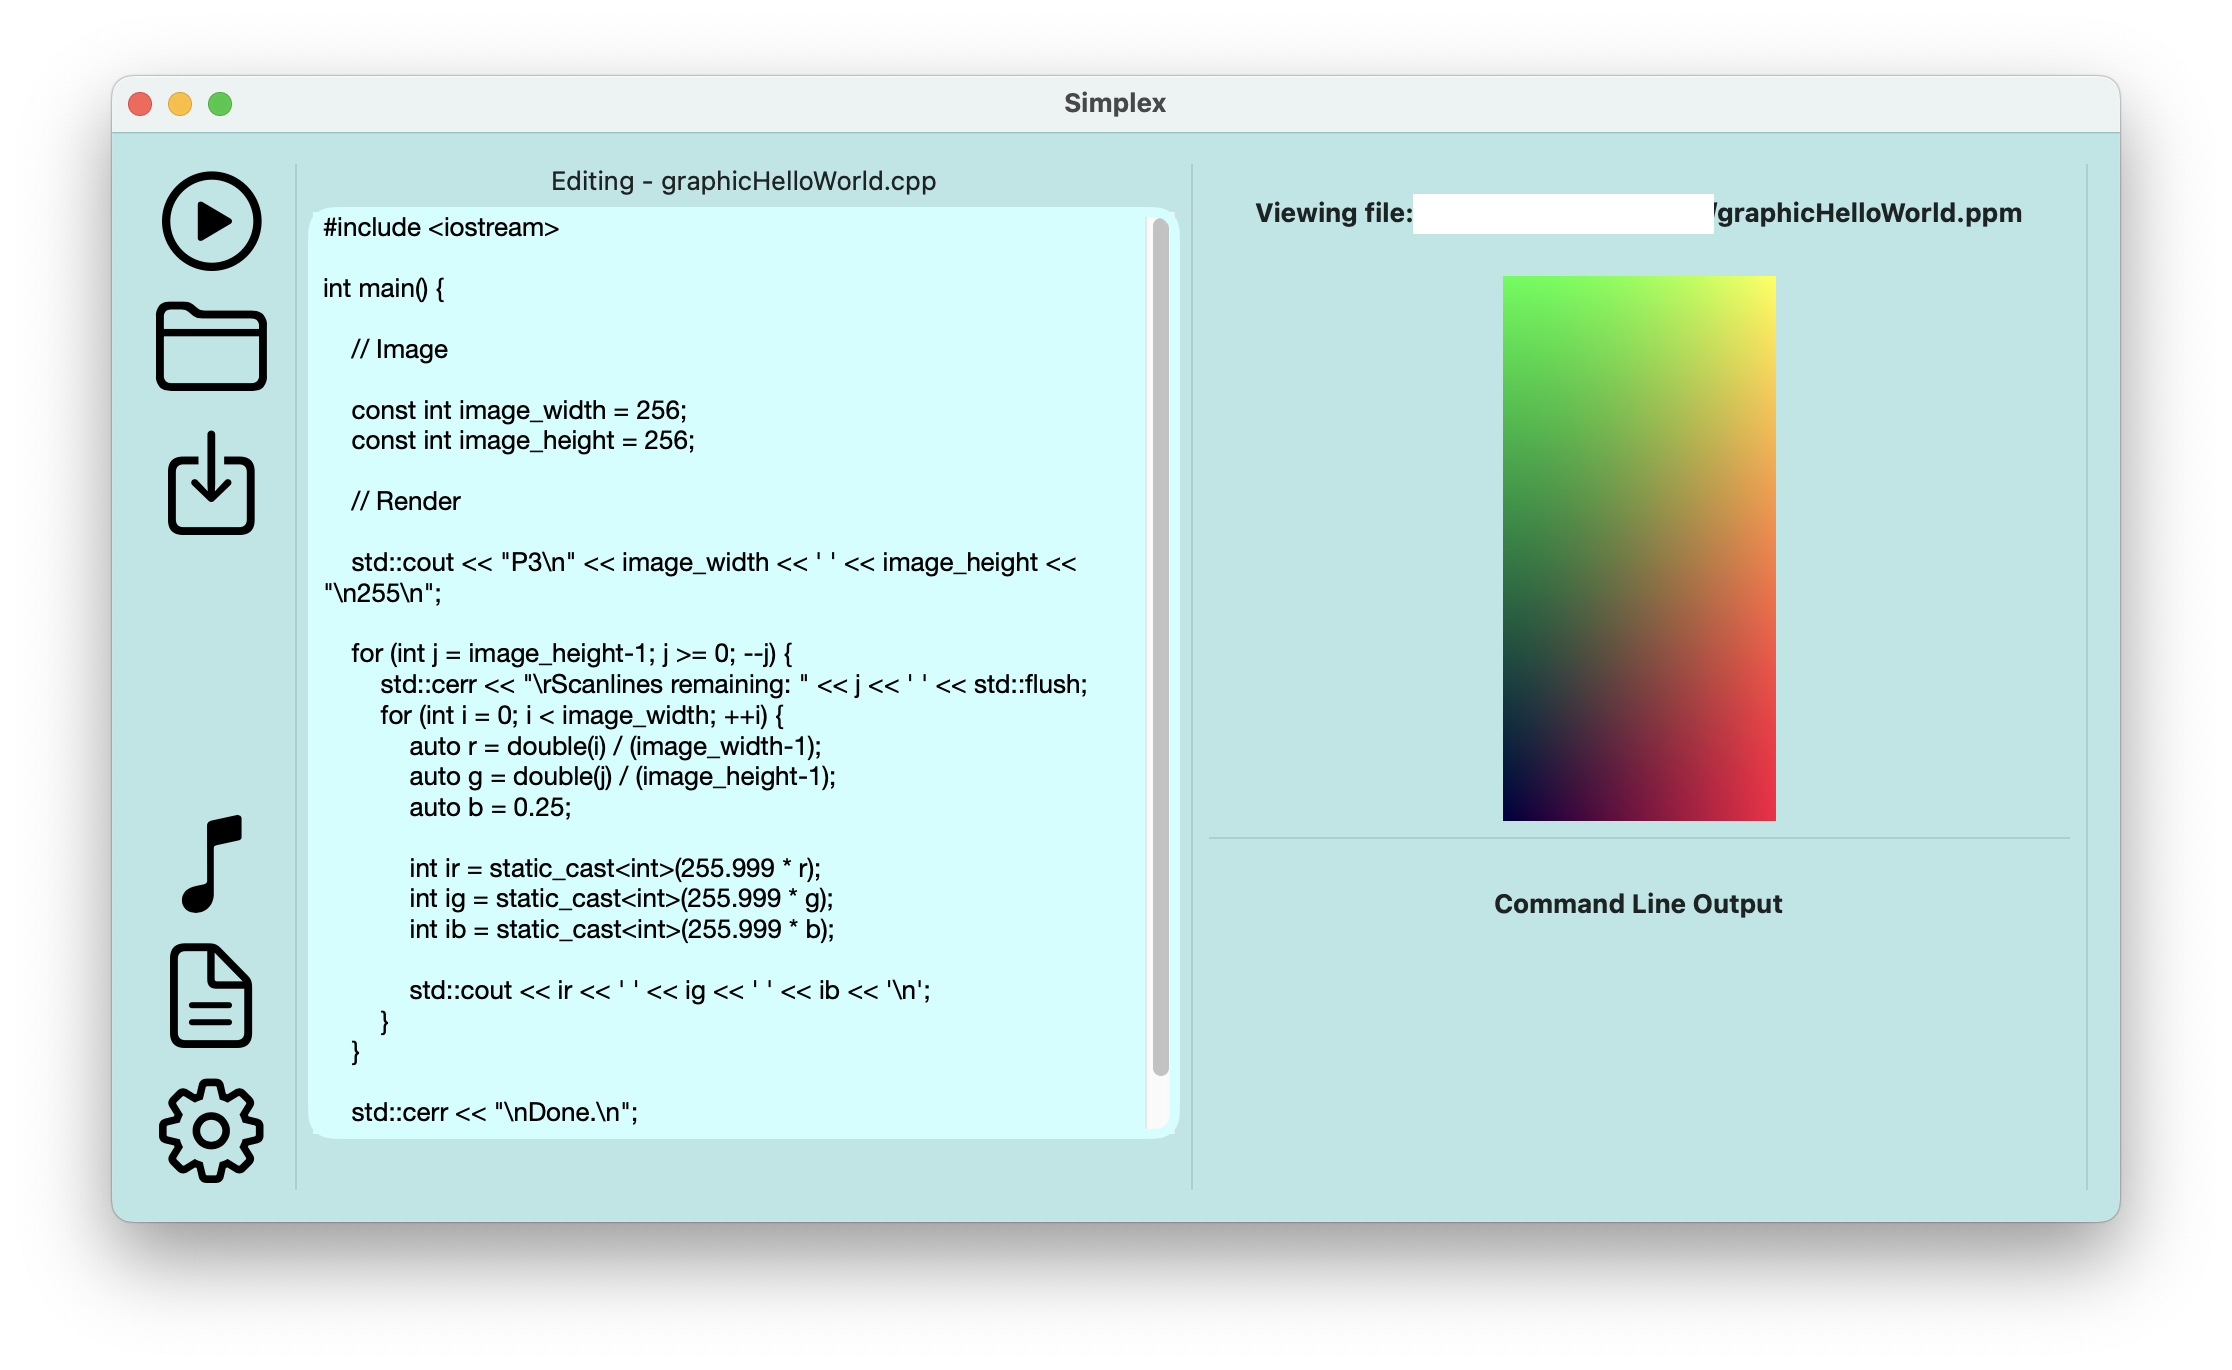 Simplex
Editing - graphicHelloWorld.cpp
#include <iostream>
int main() {
// Image
const int image_width = 256;
const int image_height = 256;
// Render
std::cout << "P3\n" << image_width << ' ' << image_height <<
"\n255\n";
for (int j = image_height-1; j >= 0; --j) {
std::cerr << "\rScanlines remaining: " << j << ' ' << std::flush;
for (int i = 0; i < image_width; ++i) {
auto r = double(i) / (image_width-1);
auto g = double(j) / (image_height-1);
auto b = 0.25;
int ir = static_cast<int>(255.999 * r);
int ig = static_cast<int>(255.999 * g);
int ib = static_cast<int>(255.999 * b);
std::cout << ir << ' ' << ig << ' ' << ib << '\n';
}
}
std::cerr << "\nDone.\n";
Viewing file: /graphicHelloWorld.ppm
Command Line Output